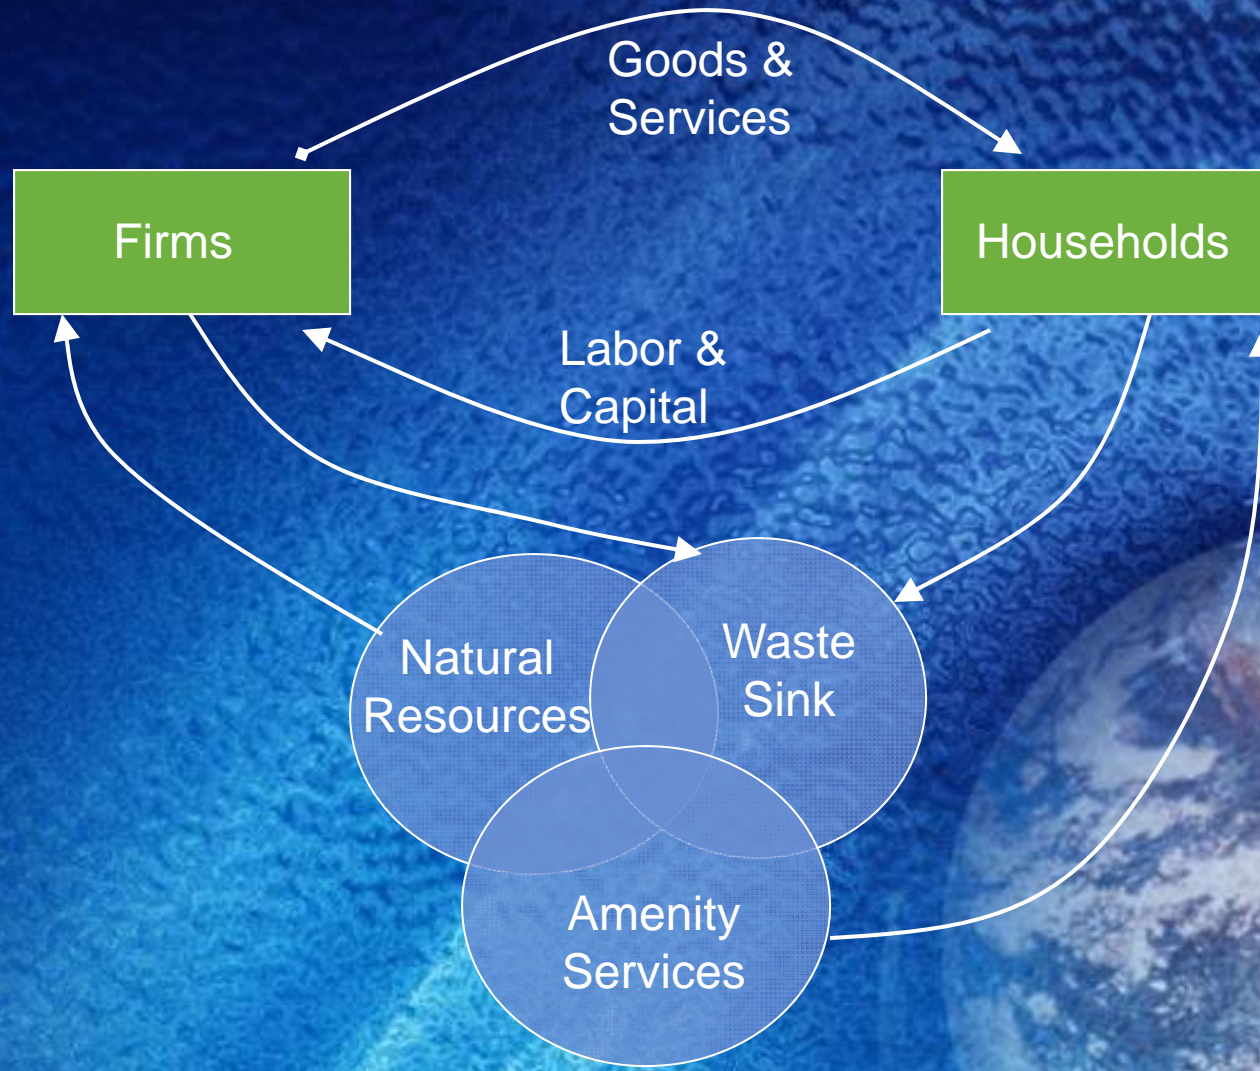 Goods &
Services
Firms
Households
Labor &
Capital
Natural
Resources
Waste
Sink
Amenity
Services